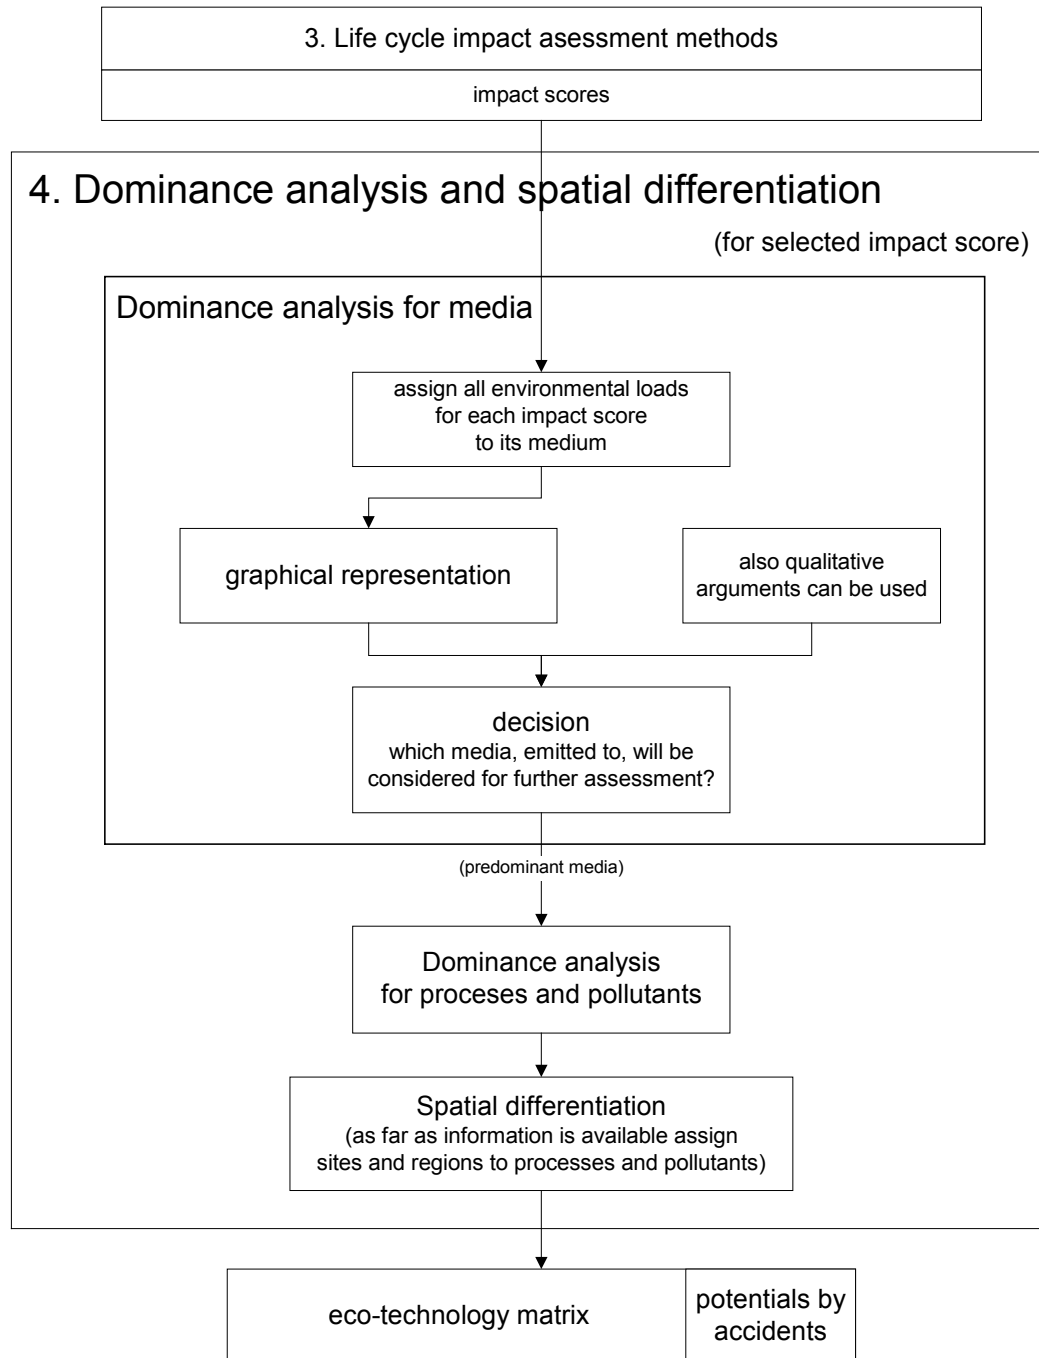 3. Life cycle impact asessment methods
impact scores
4. Dominance analysis and spatial differentiation
(for selected impact score)
Dominance analysis for media
assign all environmental loads
for each impact score
to its medium
graphical representation
also qualitative
arguments can be used
decision
which media, emitted to, will be
considered for further assessment?
(predominant media)
Dominance analysis
for proceses and pollutants
Spatial differentiation
(as far as information is available assign
sites and regions to processes and pollutants)
eco-technology matrix
potentials by
accidents